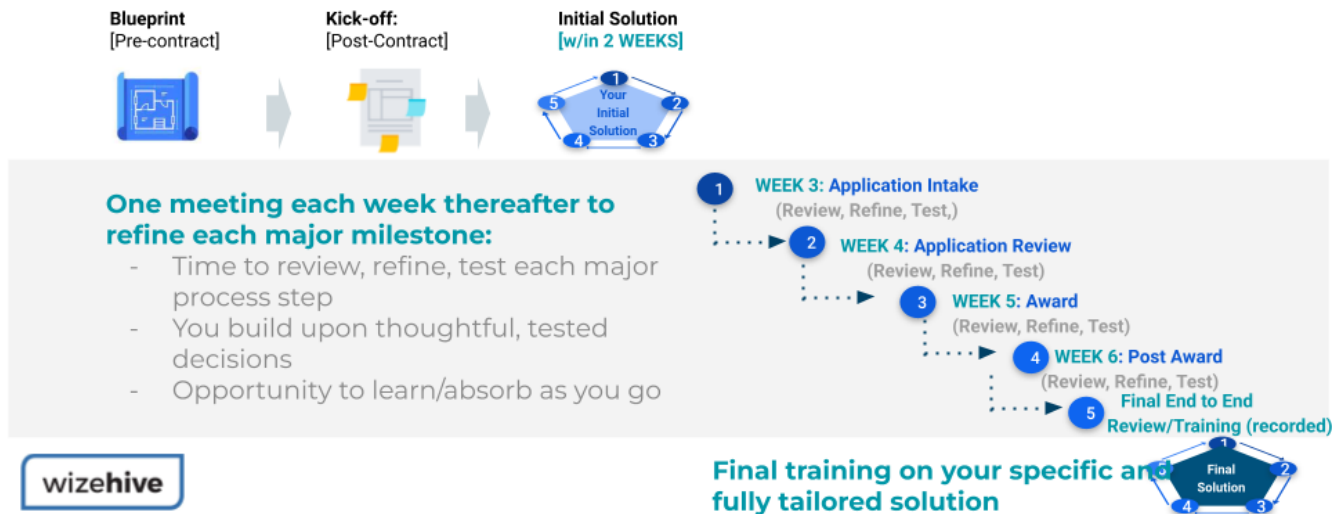 Blueprint
[Pre-contract]
Kick-off:
[Post-Contract]
Initial Solution
[w/in 2 WEEKS]
1
2
3
4
5
Your
Initial
Solution
One meeting each week thereafter to
refine each major milestone:
- Time to review, refine, test each major
process step
- You build upon thoughtful, tested
decisions
- Opportunity to learn/absorb as you go
1
WEEK 3: Application Intake
(Review, Refine, Test,)
2
WEEK 4: Application Review
(Review, Refine, Test)
3
WEEK 5: Award
(Review, Refine, Test)
4
WEEK 6: Post Award
(Review, Refine, Test)
5
Final End to End
Review/Training (recorded)
wizehive
Final training on your specific and
fully tailored solution
1
2
3
4
5
Final
Solution